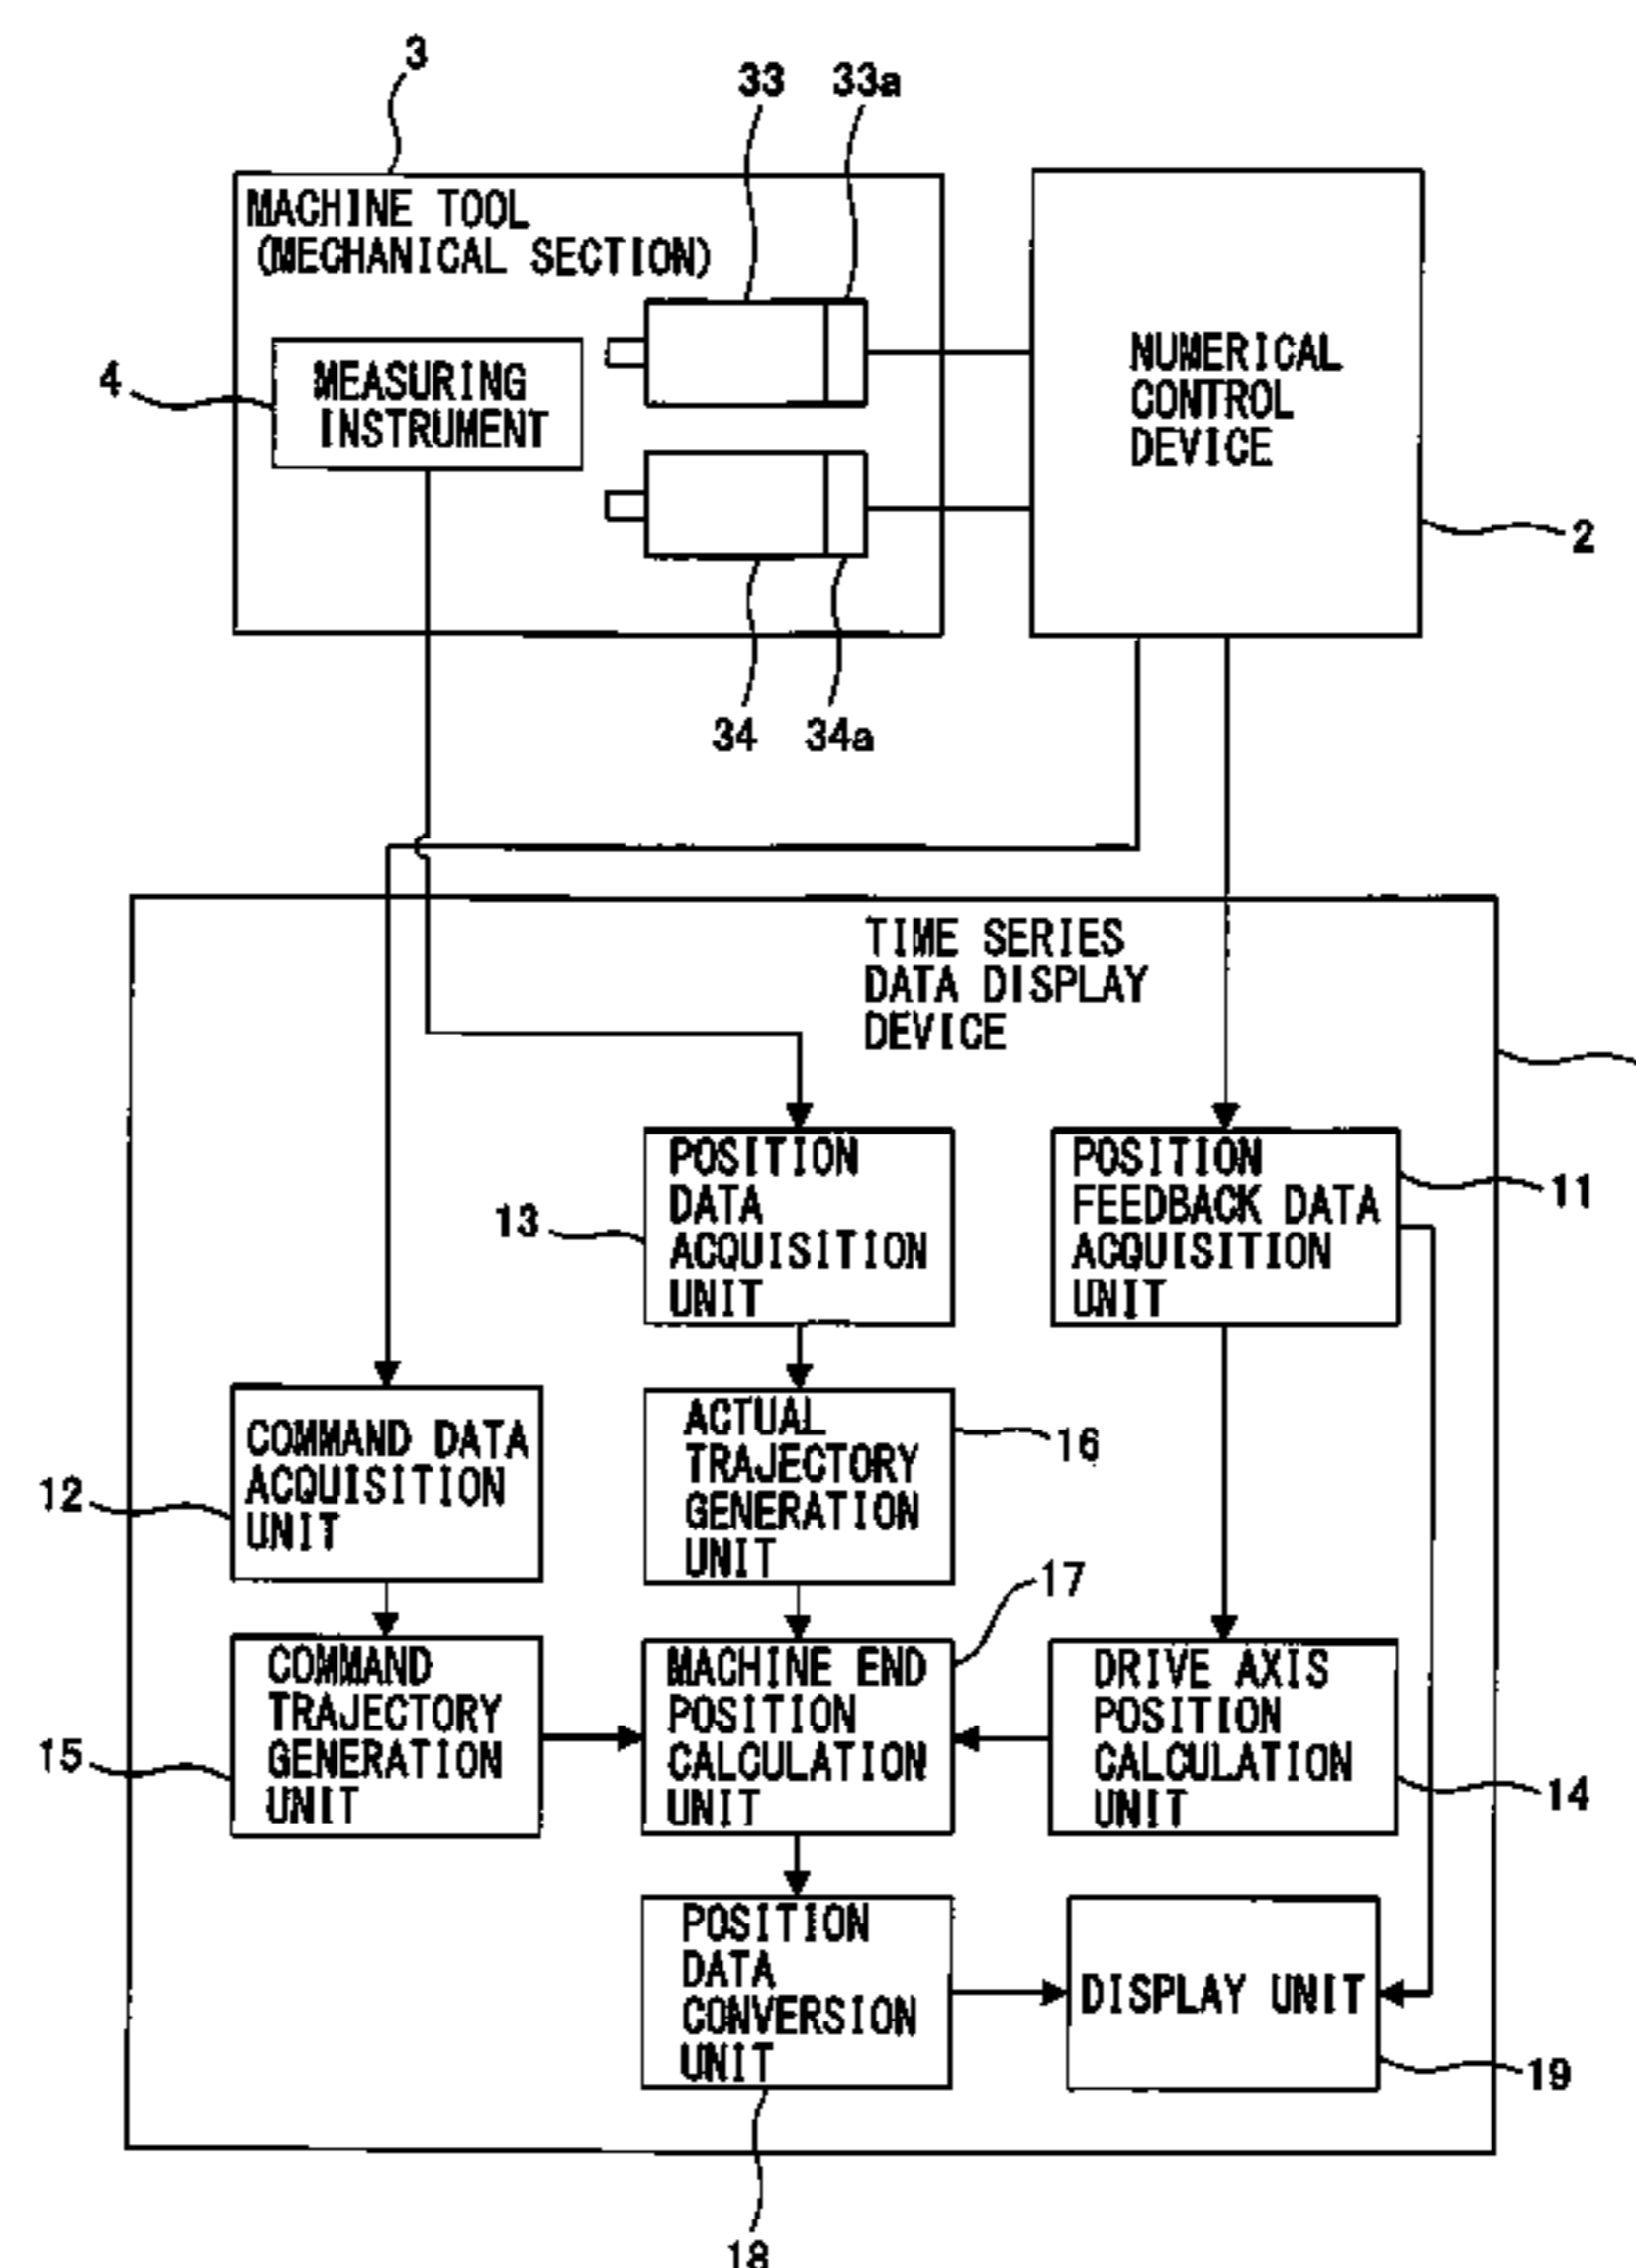 3
33
33a
MACHINE TOOL
(MECHANICAL SECTION)
4
MEASURING
INSTRUMENT
NUMERICAL
CONTROL
DEVICE
2
34
34a
TIME SERIES
DATA DISPLAY
DEVICE
13
POSITION
DATA
ACQUISITION
UNIT
POSITION
FEEDBACK DATA
ACQUISITION
UNIT
11
12
COMMAND DATA
ACQUISITION
UNIT
ACTUAL
TRAJECTORY
GENERATION
UNIT
16
17
15
COMMAND
TRAJECTORY
GENERATION
UNIT
MACHINE END
POSITION
CALCULATION
UNIT
DRIVE AXIS
POSITION
CALCULATION
UNIT
14
POSITION
DATA
CONVERSION
UNIT
DISPLAY UNIT
19
18